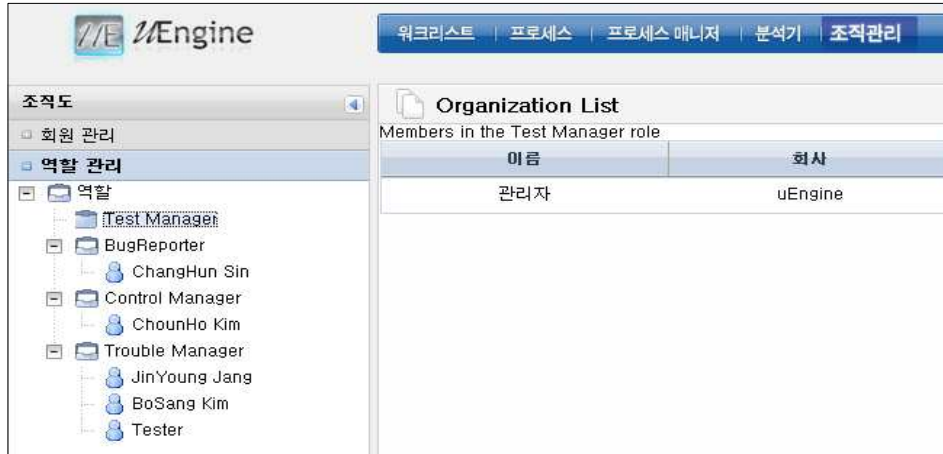 uEngine
워크리스트 | 프로세스 | 프로세스 매니저 | 분석기 | 조직관리
조직도
회원 관리
역할 관리
역할
Test Manager
BugReporter
ChangHun Sin
Control Manager
ChounHo Kim
Trouble Manager
JinYoung Jang
BoSang Kim
Tester
Organization List
Members in the Test Manager role
이름 회사
관리자 uEngine